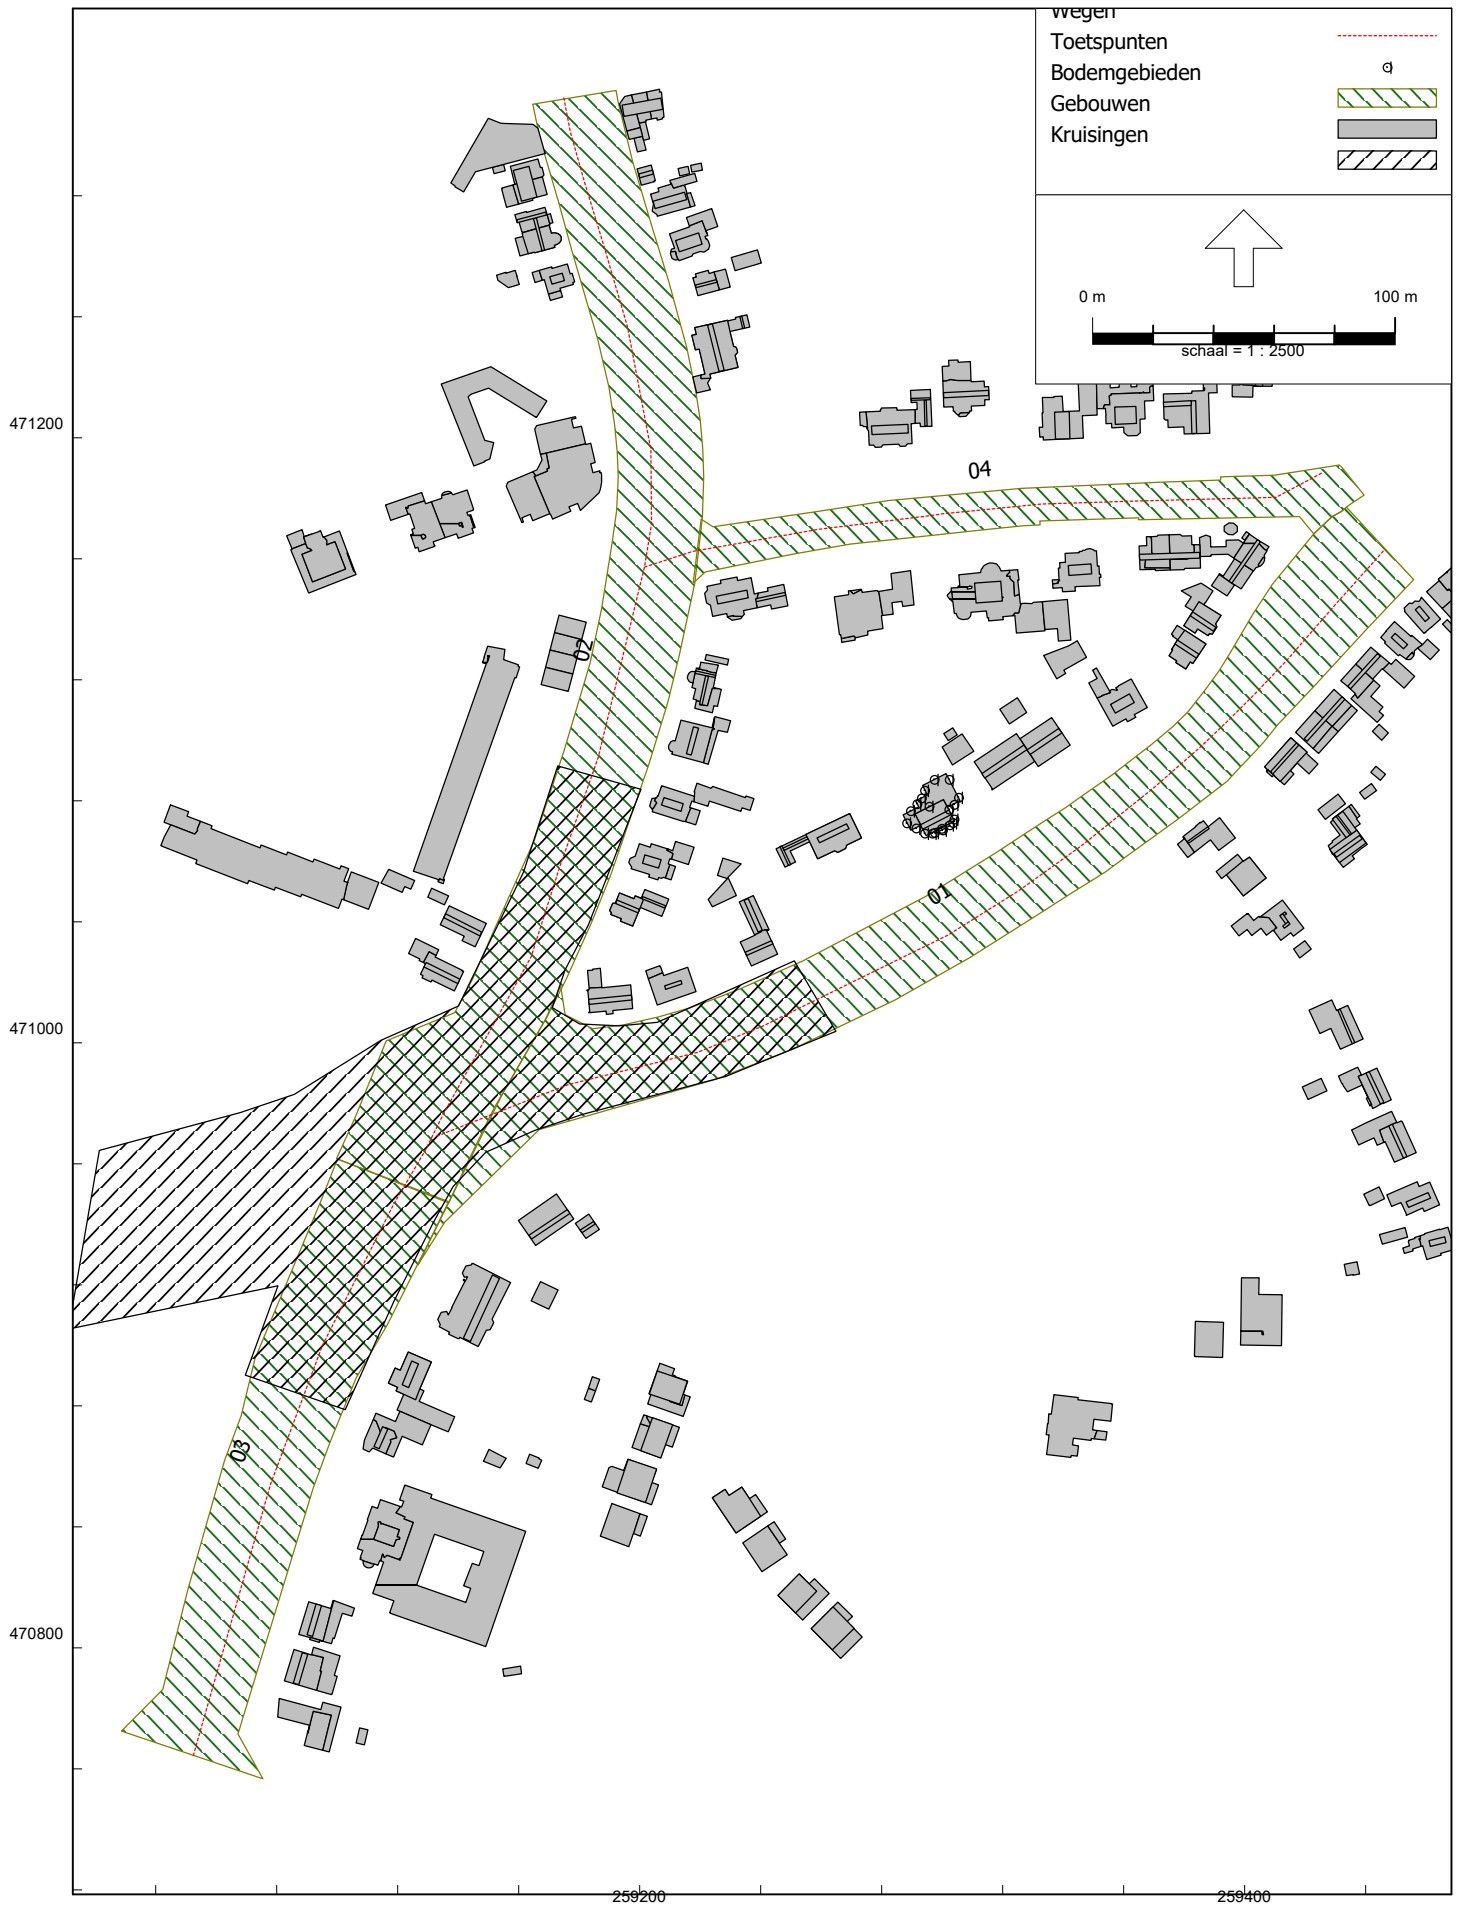 Wegen
Toetspunten
Bodemgebieden
Gebouwen
Kruisingen
0 m 100 m
schaal = 1 : 2500
471200
04
02
01
471000
03
470800
259200 259400